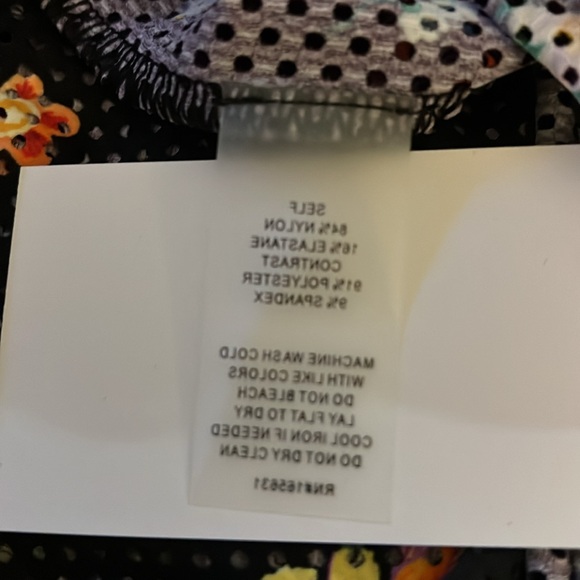 SELF
84% NYLON
16% ELASTANE
CONTRAST
91% POLYESTER
9% SPANDEX
MACHINE WASH COLD
WITH LIKE COLORS
DO NOT BLEACH
LAY FLAT TO DRY
COOL IRON IF NEEDED
DO NOT DRY CLEAN
RN#165631